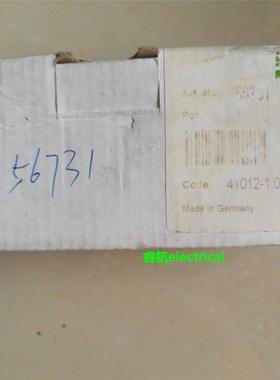 Art.-No.
Pos.
56731
Code 41012-1.0
Made in Germany
睿航electrical